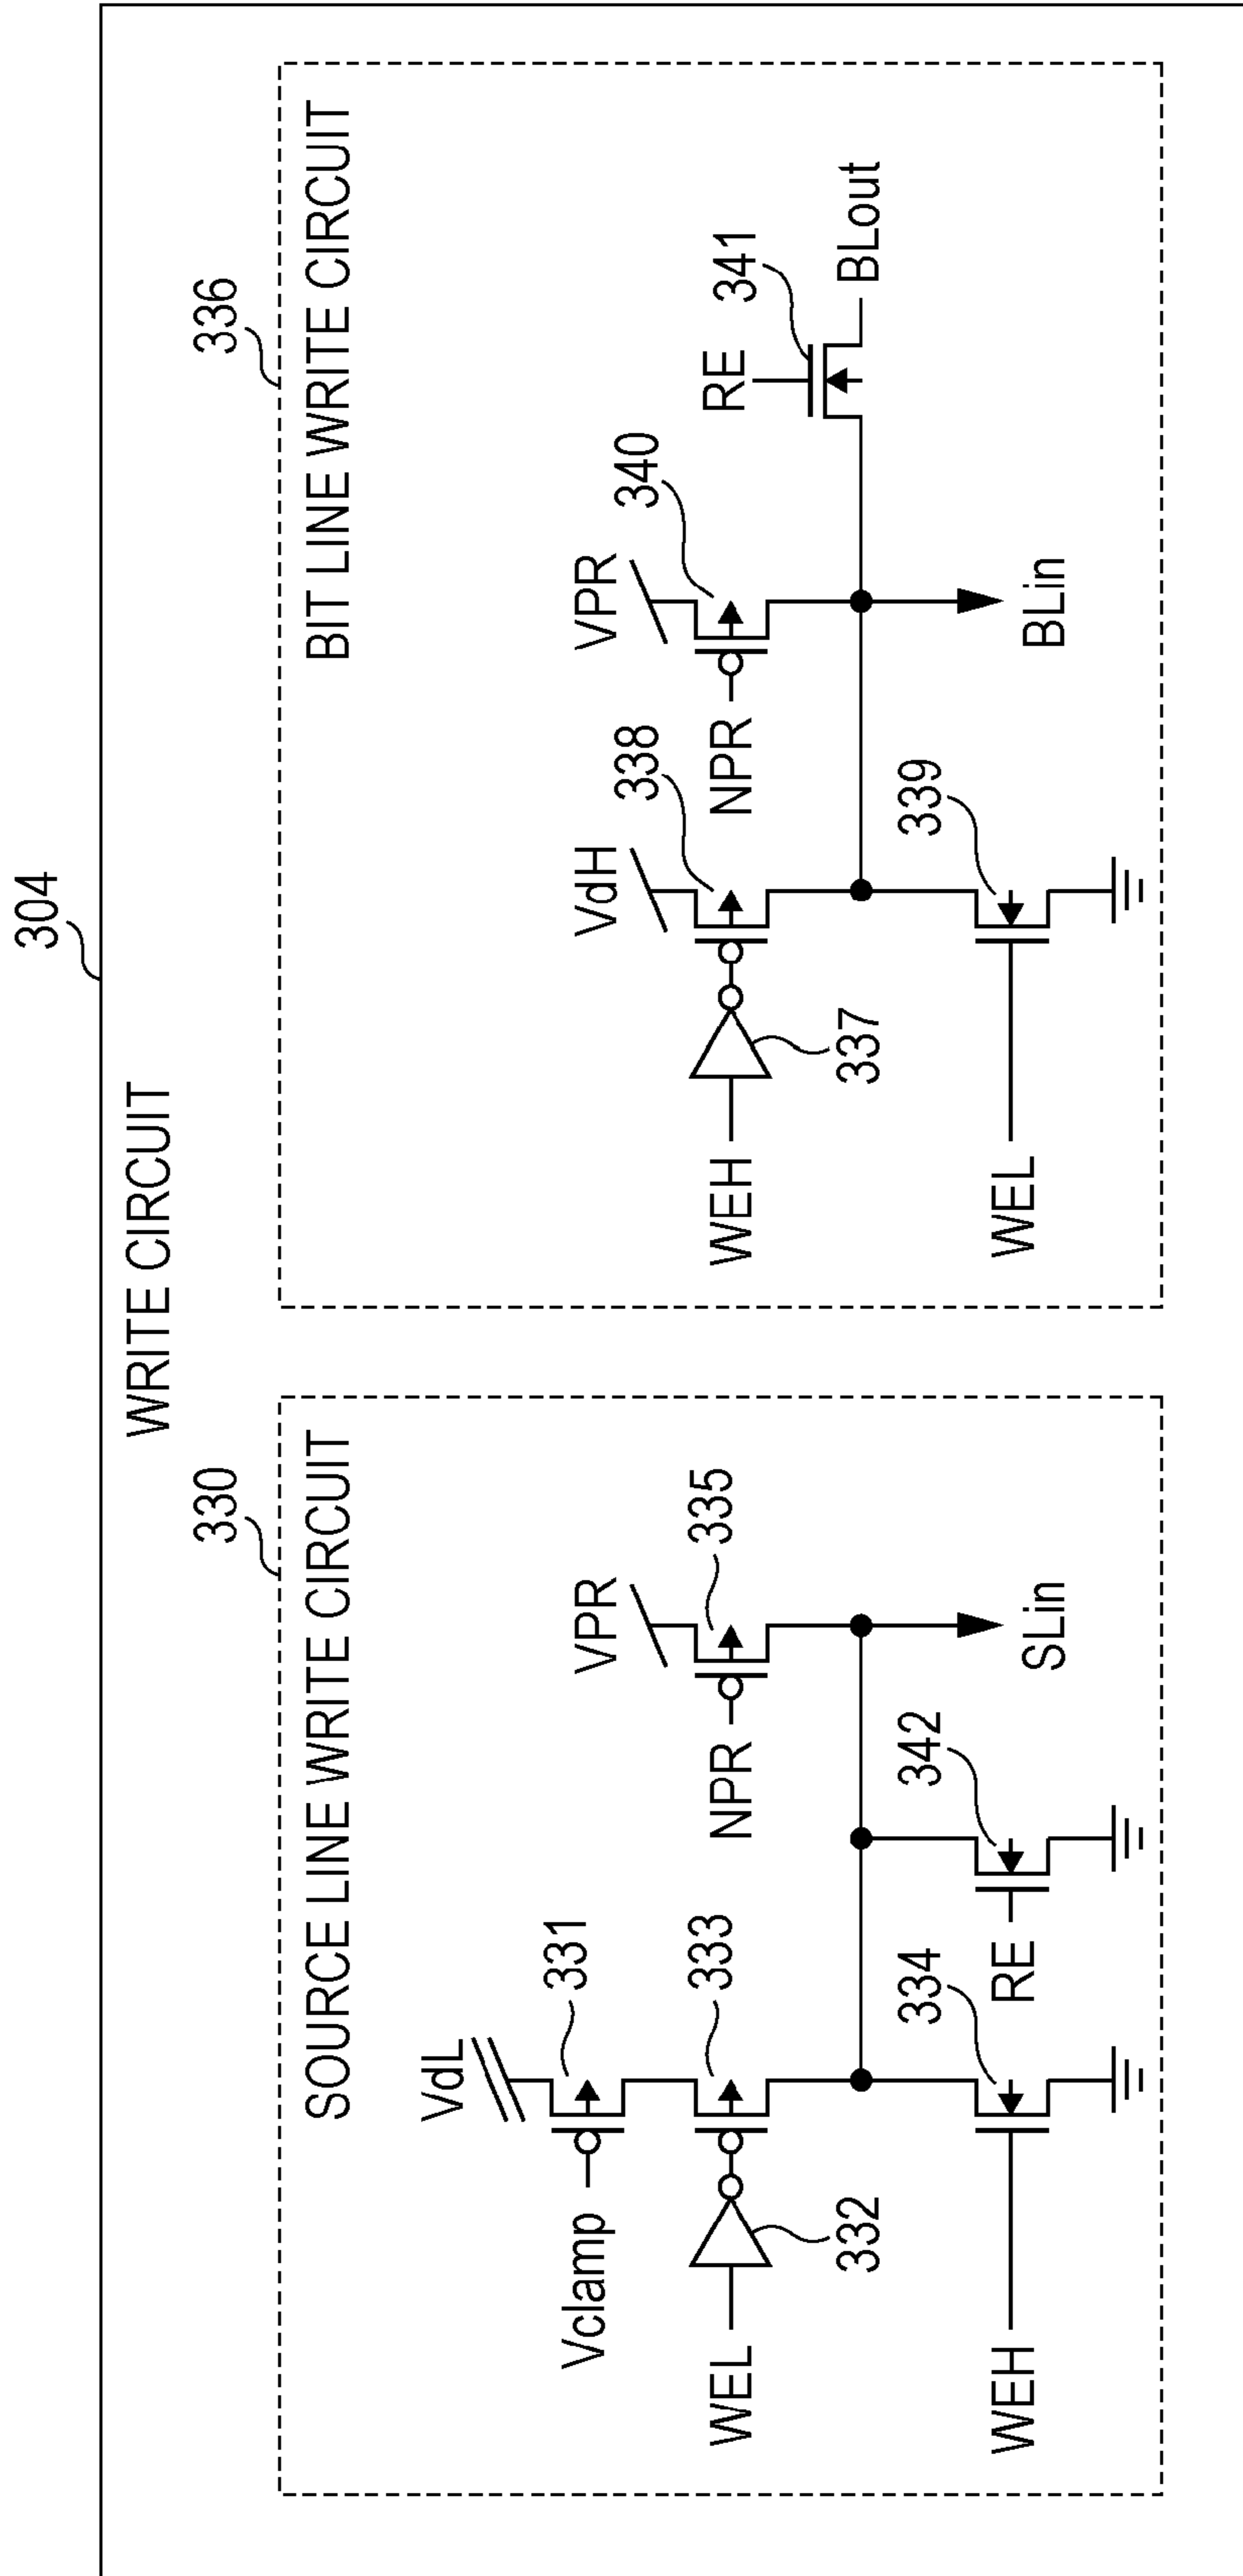 304
WRITE CIRCUIT
330
SOURCE LINE WRITE CIRCUIT
VdL
331
Vclamp
VPR
333
335
WEL
NPR
332
334
342
WEH
RE
SLin
336
BIT LINE WRITE CIRCUIT
VdH
338
VPR
340
RE
341
WEH
NPR
337
339
BLout
WEL
BLin